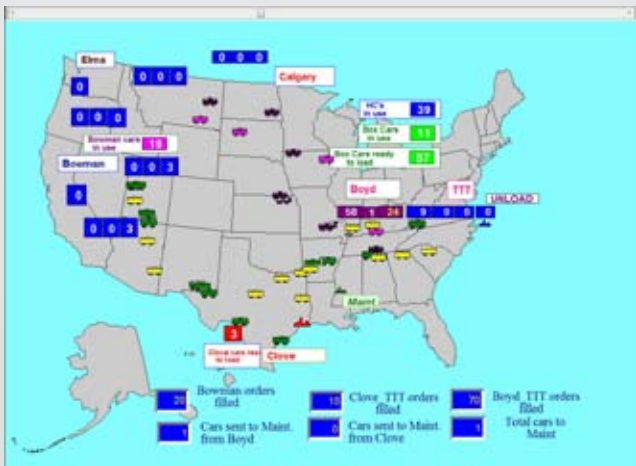 Elma
0 0 0
0 0 0
Calgary
0
HC's
in use
39
0 0 0
Box Cars
in use
11
Bowman cars
in use
19
Box Cars ready
to load
57
Bowman
0 0 3
Boyd
TTT
0
UNLOAD
58 1 24 9 0 0 0
0 0 3
Maint
3
Clove cars
to load
Clove
20
Bowman orders
filled
10
Clove_TTT orders
filled
70
Boyd_TTT orders
filled
1
Cars sent to Maint.
from Boyd
0
Cars sent to Maint.
from Clove
1
Total cars to
Maint